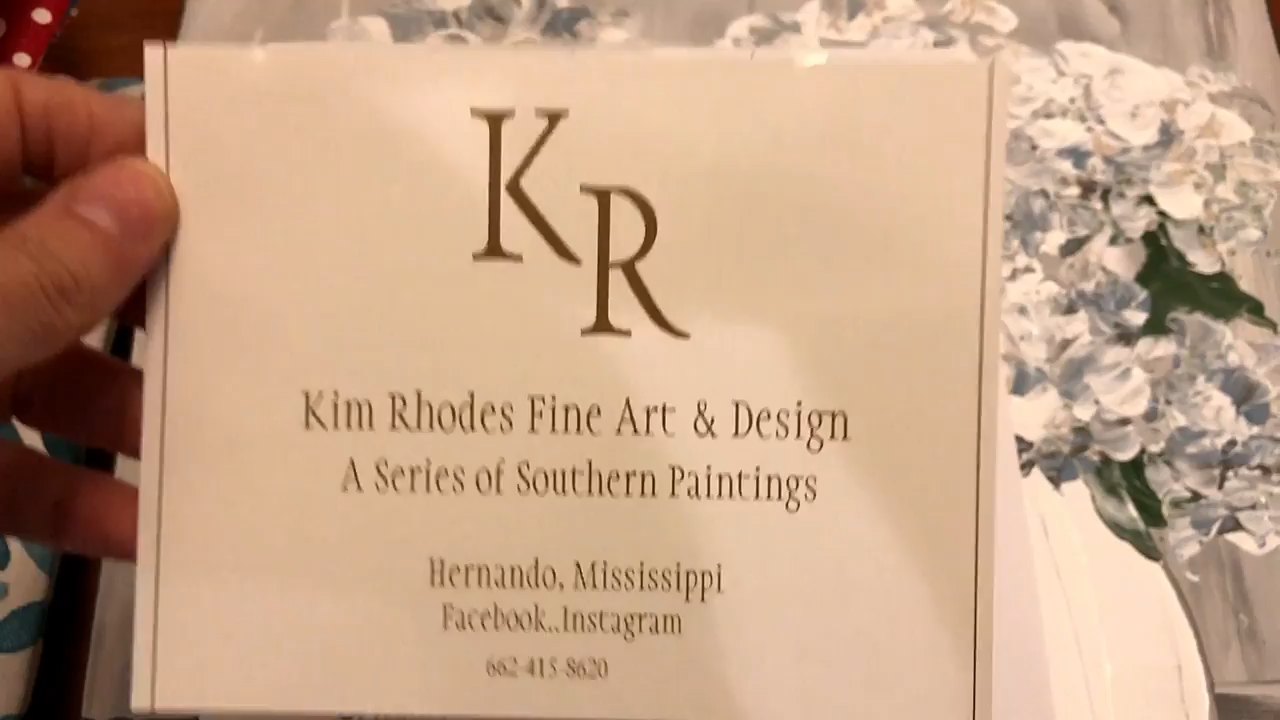 KR
Kim Rhodes Fine Art & Design
A Series of Southern Paintings
Hernando, Mississippi
Facebook..Instagram
662-415-8620